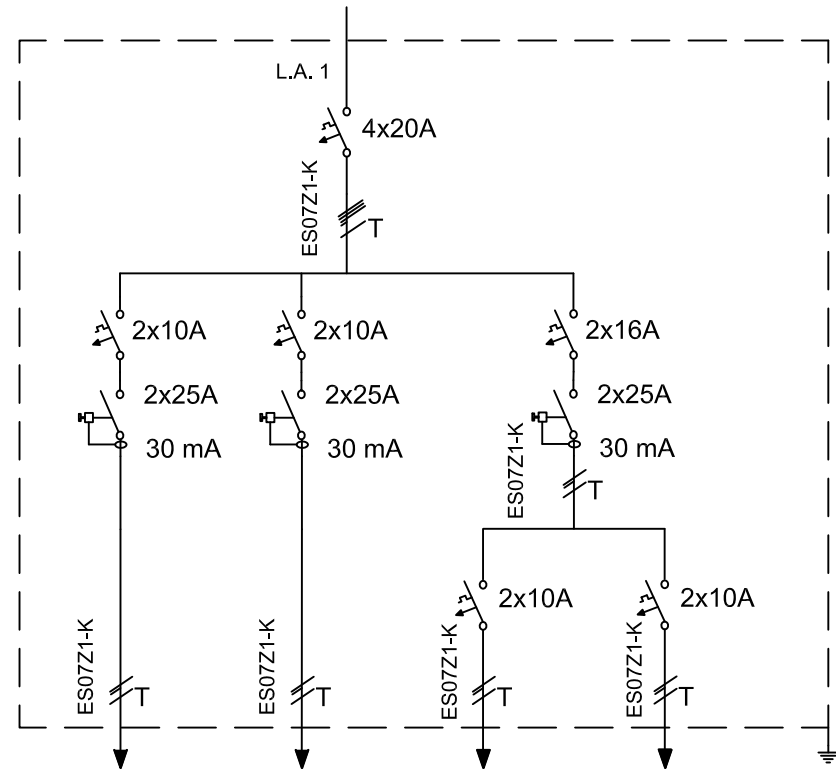 L.A. 1
4x20A
ES07Z1-K
T
2x10A
2x10A
2x16A
2x25A
2x25A
2x25A
30 mA
30 mA
30 mA
ES07Z1-K
T
2x10A
2x10A
ES07Z1-K
T
ES07Z1-K
T
ES07Z1-K
T
ES07Z1-K
T